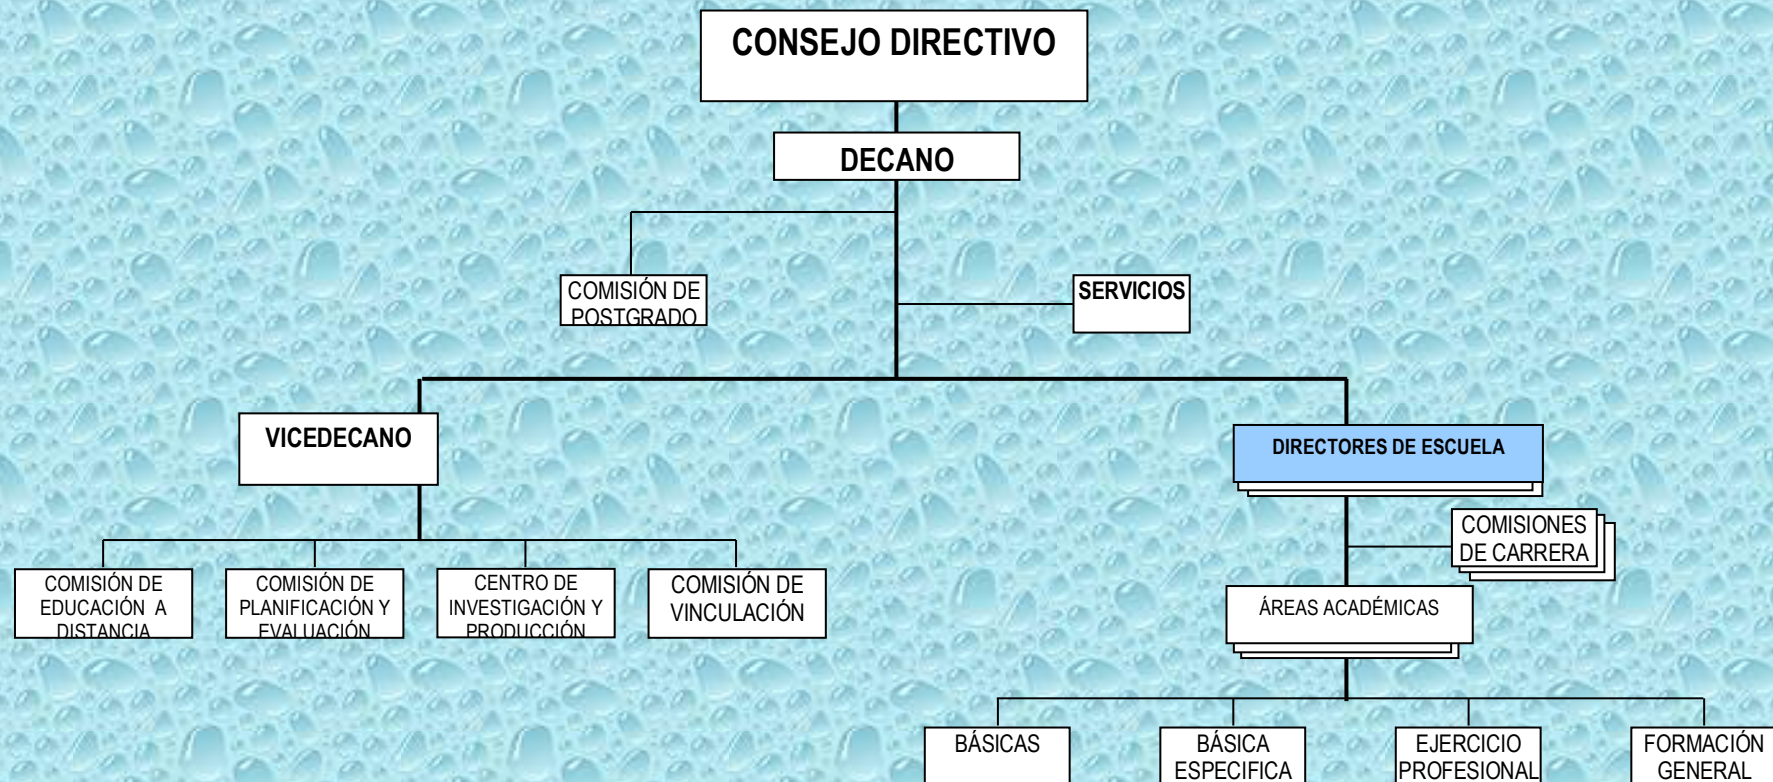 CONSEJO DIRECTIVO
DECANO
COMISIÓN DE
POSTGRADO
SERVICIOS
VICEDECANO
DIRECTORES DE ESCUELA
COMISIONES
DE CARRERA
COMISIÓN DE
EDUCACIÓN A
DISTANCIA
COMISIÓN DE
PLANIFICACIÓN Y
EVALUACIÓN
CENTRO DE
INVESTIGACIÓN Y
PRODUCCIÓN
COMISIÓN DE
VINCULACIÓN
ÁREAS ACADÉMICAS
BÁSICAS
BÁSICA
ESPECIFICA
EJERCICIO
PROFESIONAL
FORMACIÓN
GENERAL